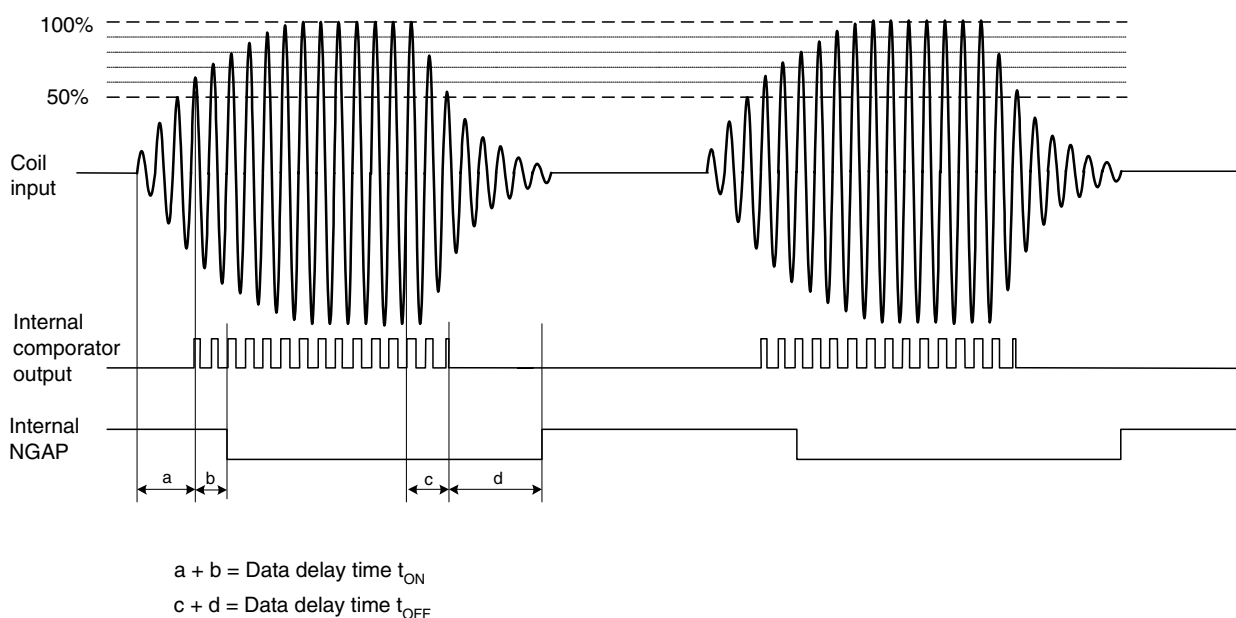 100%
50%
Coil
input
Internal
comporator
output
Internal
NGAP
a
b
c
d
a + b = Data delay time tON
c + d = Data delay time tOFF